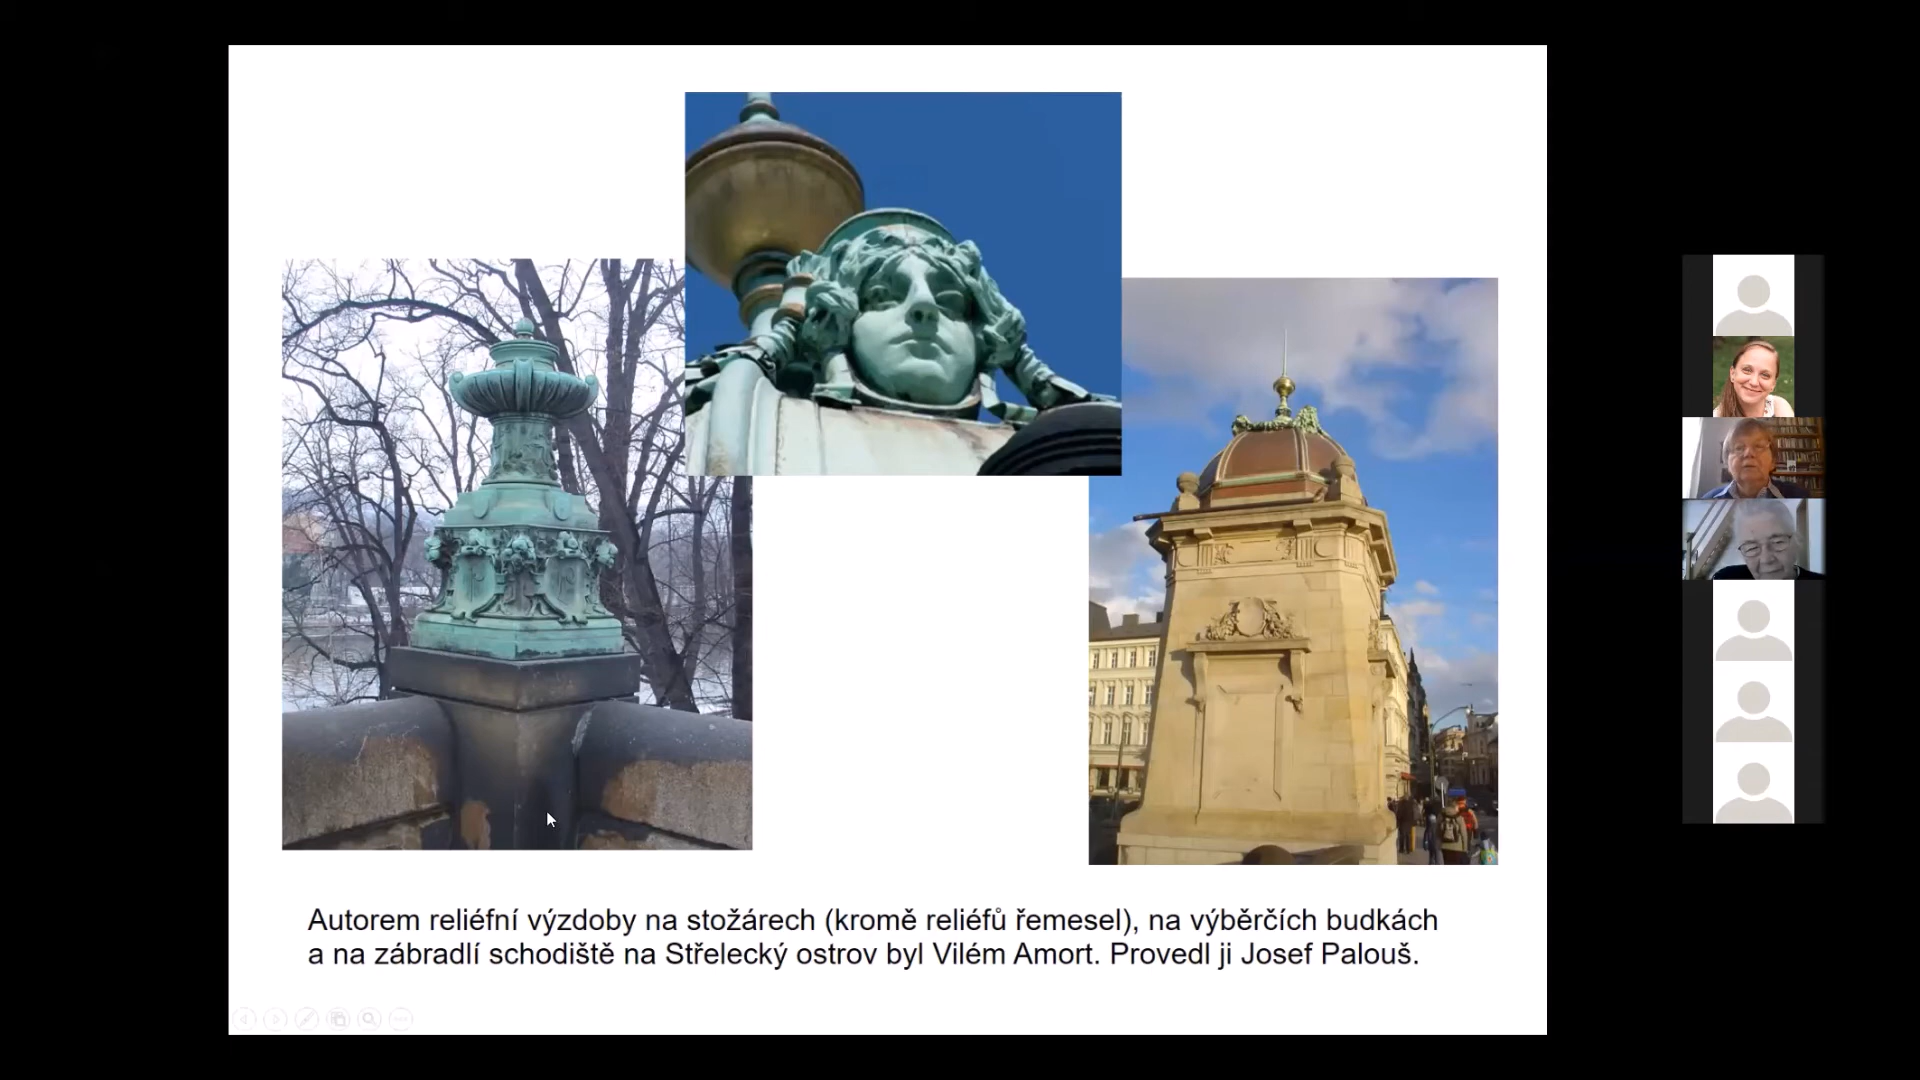 Autorem reliéfní výzdoby na stožárech (kromě reliéfů řemesel), na výběrčích budkách
a na zábradlí schodiště na Střelecký ostrov byl Vilém Amort. Provedl ji Josef Palouš.